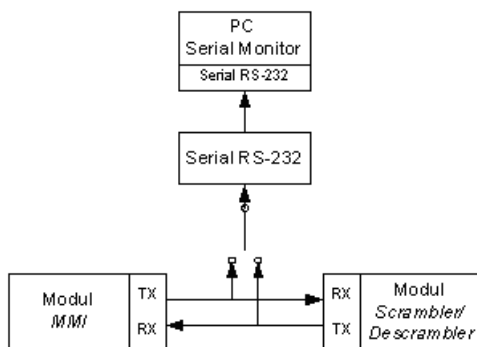 PC
Serial Monitor
Serial RS-232
Serial RS-232
Modul
MMI
TX
RX
RX
TX
Modul
Scrambler/
Descrambler